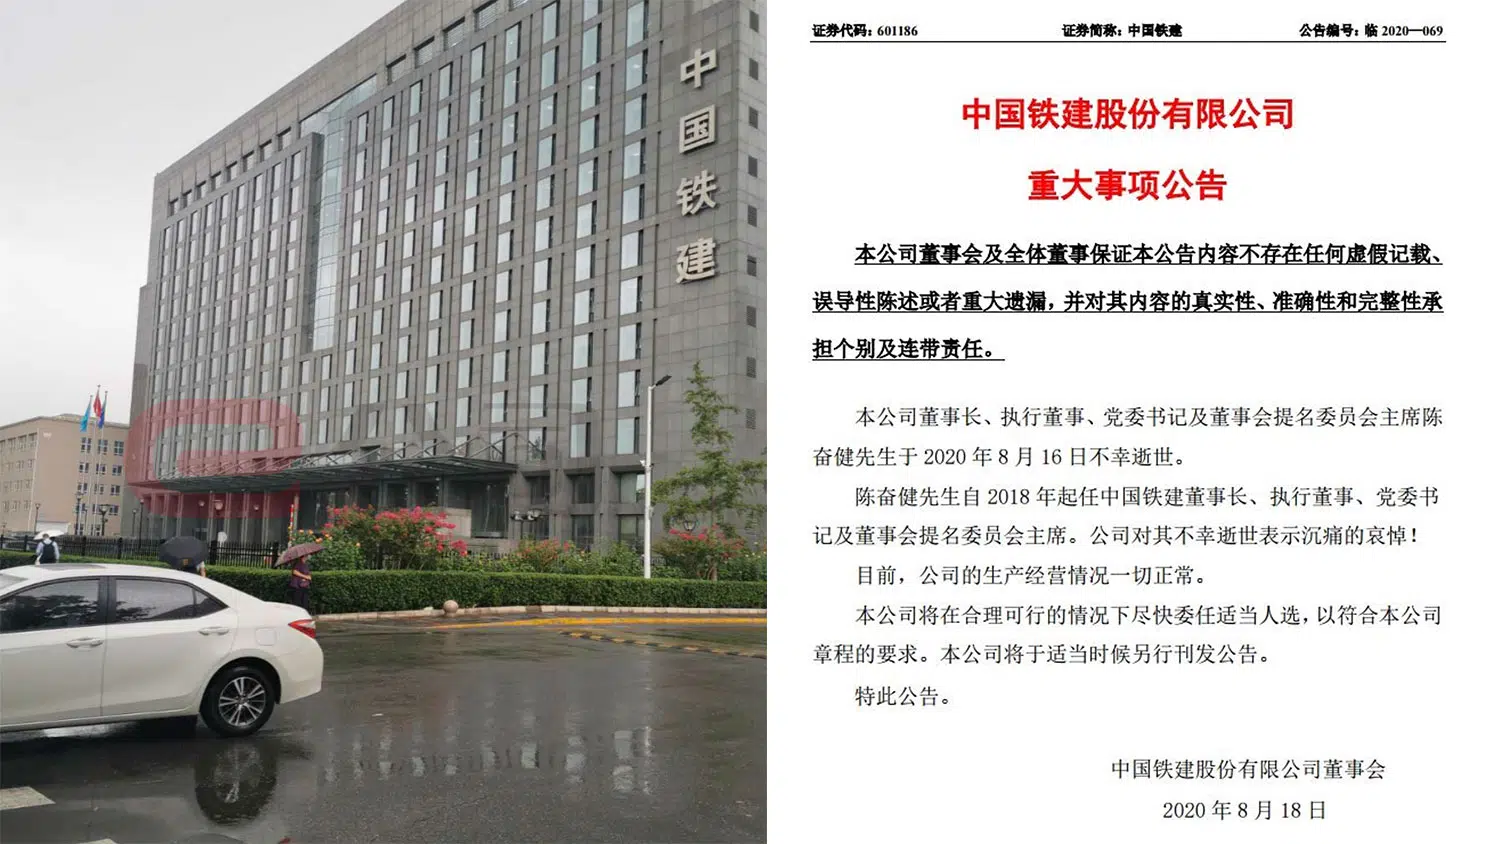 中国铁建
证券代码：601186 证券简称：中国铁建 公告编号：临 2020—069
中国铁建股份有限公司
重大事项公告
本公司董事会及全体董事保证本公告内容不存在任何虚假记载、
误导性陈述或者重大遗漏，并对其内容的真实性、准确性和完整性承
担个别及连带责任。
本公司董事长、执行董事、党委书记及董事会提名委员会主席陈
奋健先生于 2020 年 8 月 16 日不幸逝世。
陈奋健先生自 2018 年起任中国铁建董事长、执行董事、党委书
记及董事会提名委员会主席。公司对其不幸逝世表示沉痛的哀悼！
目前，公司的生产经营情况一切正常。
本公司将在合理可行的情况下尽快委任适当人选，以符合本公司
章程的要求。本公司将于适当时候另行刊发公告。
特此公告。
中国铁建股份有限公司董事会
2020 年 8 月 18 日